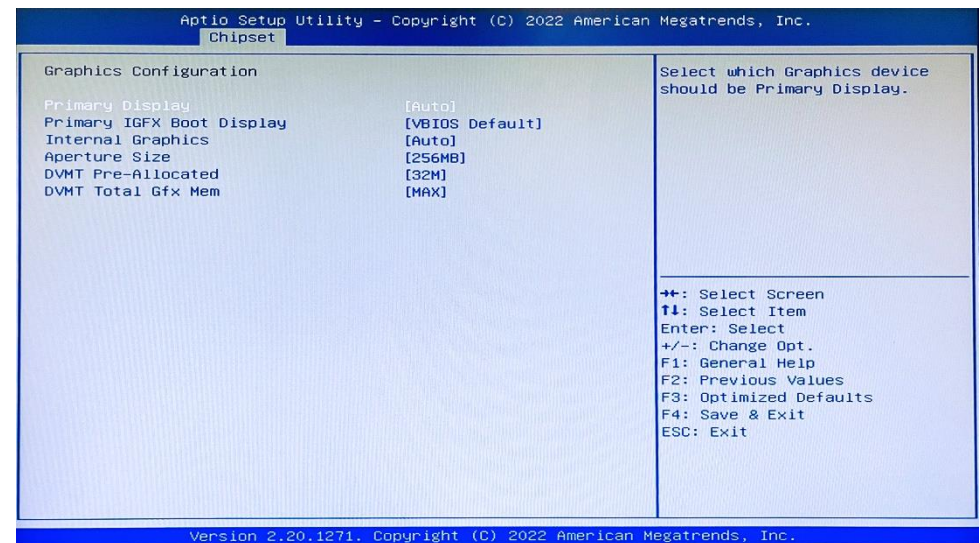 Aptio Setup Utility – Copyright (C) 2022 American Megatrends, Inc.
Chipset
Graphics Configuration
Primary Display [Auto]
Primary IGFX Boot Display [VBIOS Default]
Internal Graphics [Auto]
Aperture Size [256MB]
DVMT Pre-Allocated [32M]
DVMT Total Gfx Mem [MAX]
Select which Graphics device
should be Primary Display.
→←: Select Screen
↑↓: Select Item
Enter: Select
+/-: Change Opt.
F1: General Help
F2: Previous Values
F3: Optimized Defaults
F4: Save & Exit
ESC: Exit
Version 2.20.1271. Copyright (C) 2022 American Megatrends, Inc.